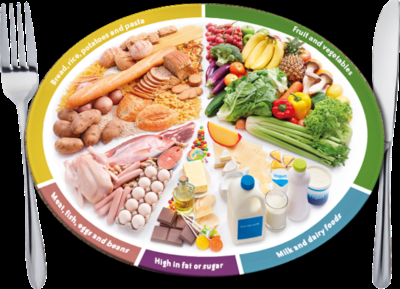 Bread, rice, potatoes and pasta
Fruit and vegetables
Meat, fish, eggs and beans
High in fat or sugar
Milk and dairy foods